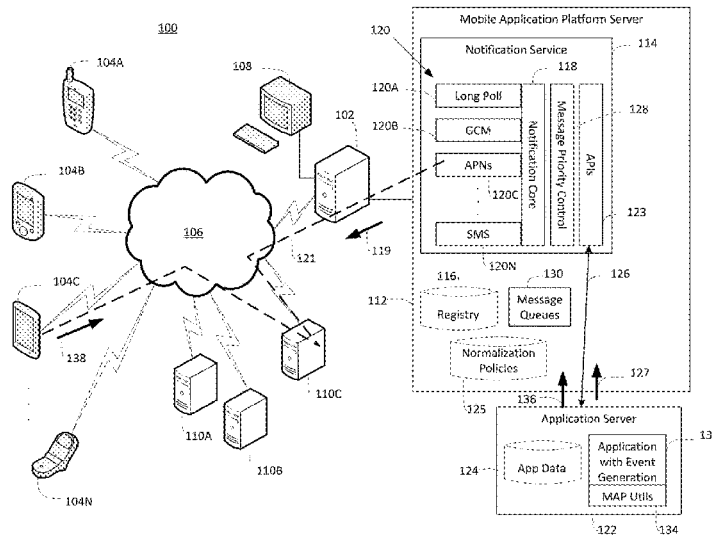 100
Mobile Application Platform Server
Notification Service
114
120
118
104A
108
120A
Long Poll
128
102
120B
GCM
APNs
120C
Notification Core
Message Priority Control
APIs
123
104B
106
SMS
120N
119
121
126
104C
116
130
112
Registry
Message Queues
138
Normalization Policies
127
110C
125
136
110A
Application Server
110B
124
App Data
Application with Event Generation
13
MAP Utils
104N
122
134